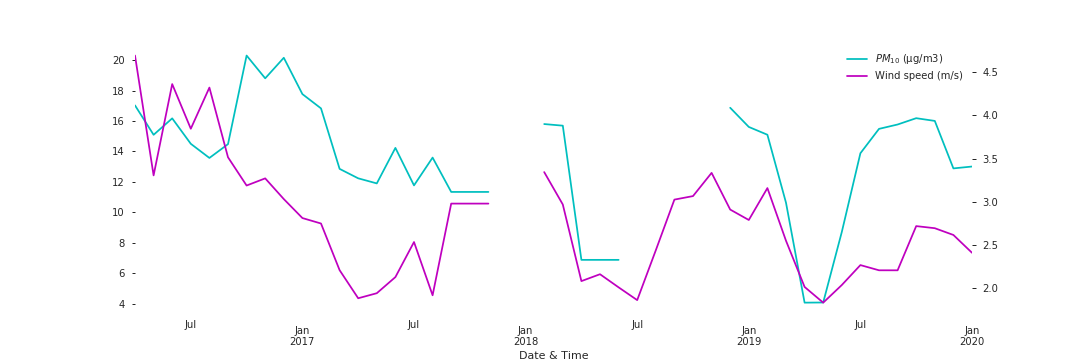 PM10 (µg/m3)
Wind speed (m/s)
20
18
16
14
12
10
8
6
4
4.5
4.0
3.5
3.0
2.5
2.0
Jul
Jan
2017
Jul
Jan
2018
Jul
Jan
2019
Jul
Jan
2020
Date & Time